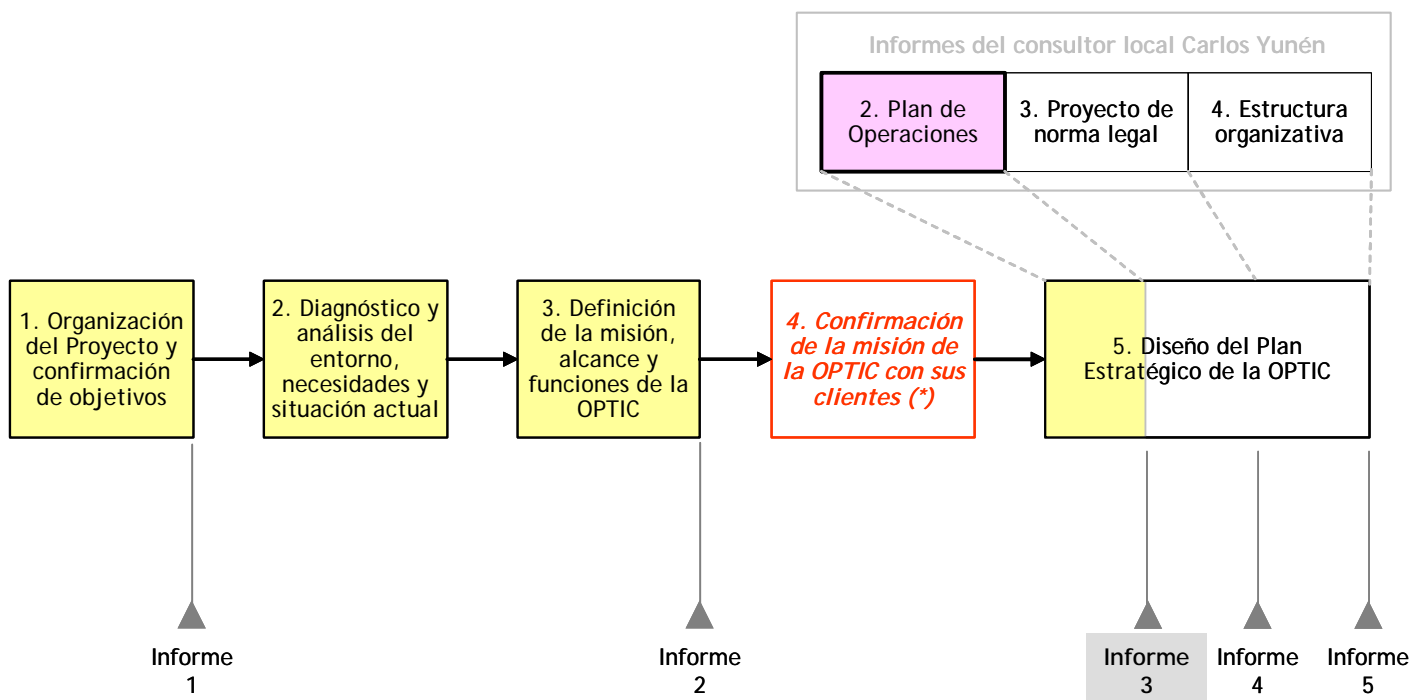 Informes del consultor local Carlos Yunén
2. Plan de
Operaciones
3. Proyecto de
norma legal
4. Estructura
organizativa
1. Organización
del Proyecto y
confirmación
de objetivos
2. Diagnóstico y
análisis del
entorno,
necesidades y
situación actual
3. Definición
de la misión,
alcance y
funciones de la
OPTIC
4. Confirmación
de la misión de
la OPTIC con sus
clientes (*)
5. Diseño del Plan
Estratégico de la OPTIC
Informe
1
Informe
2
Informe
3
Informe
4
Informe
5